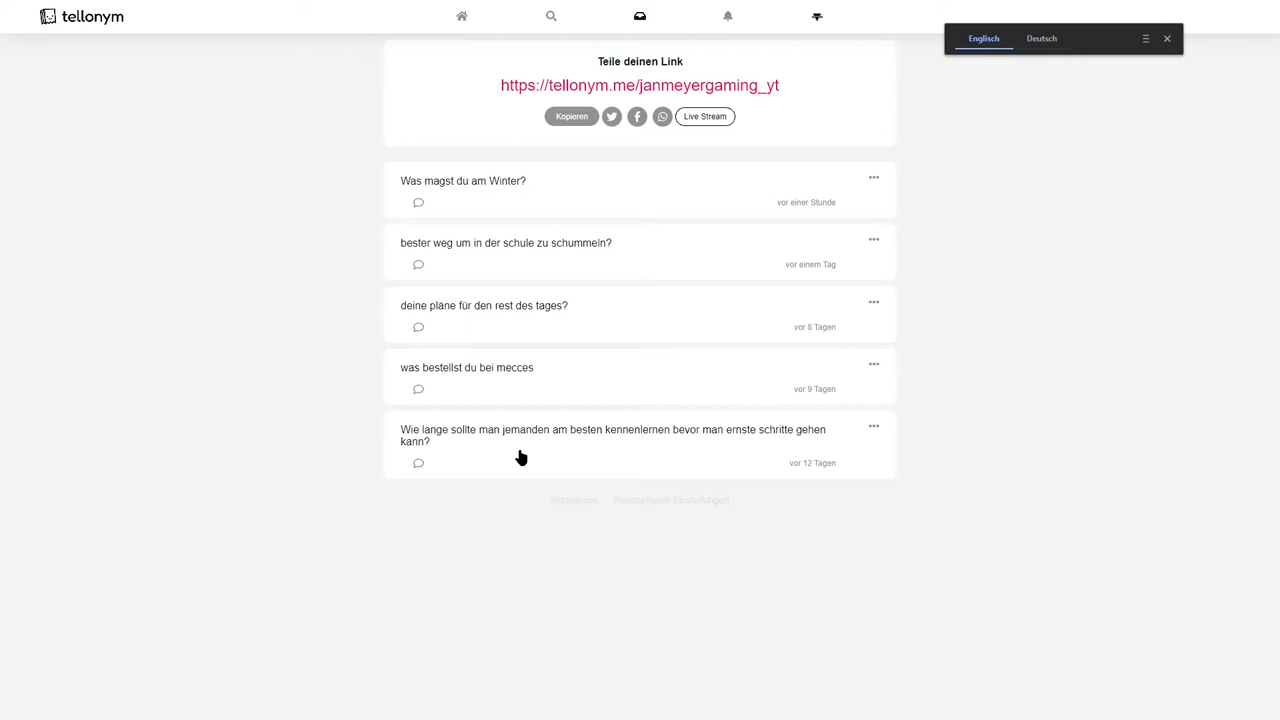 tellonym
Englisch
Deutsch
Teile deinen Link
https://tellonym.me/janmeyergaming_yt
Kopieren
Live Stream
Was magst du am Winter?
vor einer Stunde
bester weg um in der schule zu schummeln?
vor einem Tag
deine pläne für den rest des tages?
vor 8 Tagen
was bestellst du bei mecces
vor 9 Tagen
Wie lange sollte man jemanden am besten kennenlernen bevor man ernste schritte gehen
kann?
vor 12 Tagen
Impressum Privatsphären Einstellungen